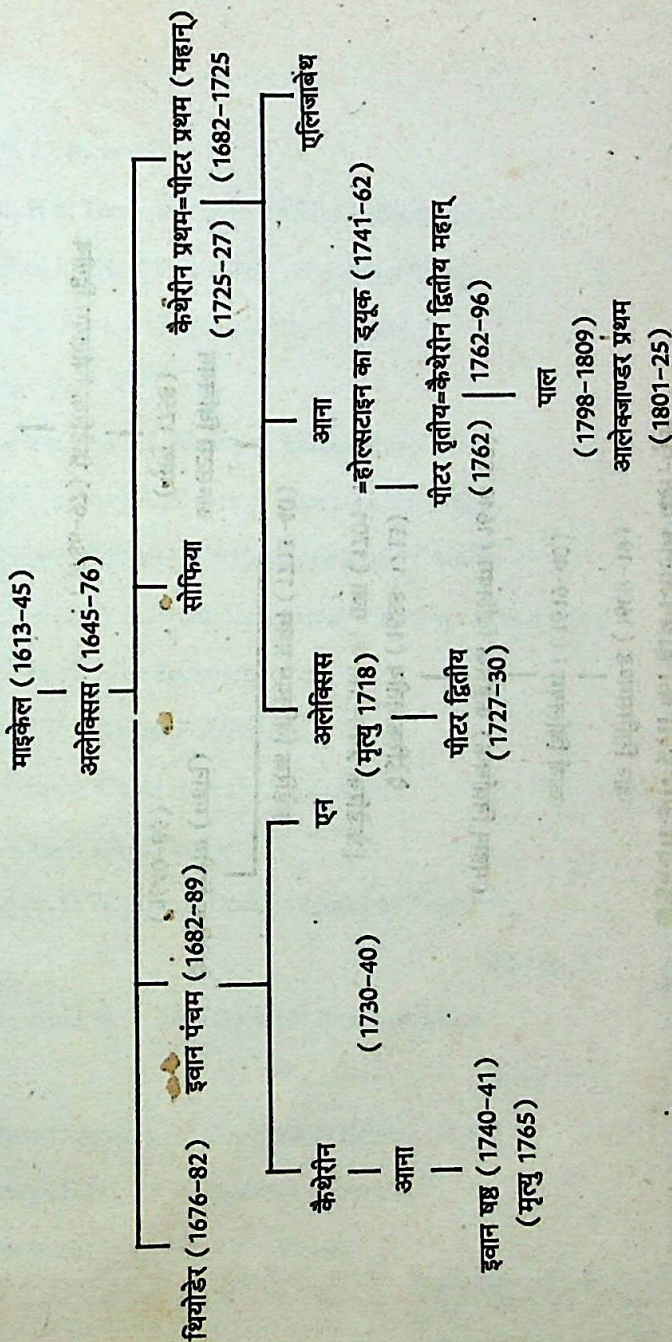 माइकेल (1613-45)
अलेक्सिस (1645-76)
थियोडेर (1676-82)
इवान पंचम (1682-89)
सोफिया
कैथेरीन प्रथम=पीटर प्रथम (महान्)
(1725-27) (1682-1725
कैथेरीन
एन
अलेक्सिस
आना
एलिजाबेंथ
(1730-40)
(मृत्यु 1718)
=होल्सटाइन का ड्यूक (1741-62)
आना
पीटर द्वितीय
(1727-30)
पीटर तृतीय=कैथेरीन द्वितीय महान्
(1762) 1762-96)
इवान षष्ठ (1740-41)
(मृत्यु 1765)
पाल
(1798-1809)
आलेक्जाण्डर प्रथम
(1801-25)